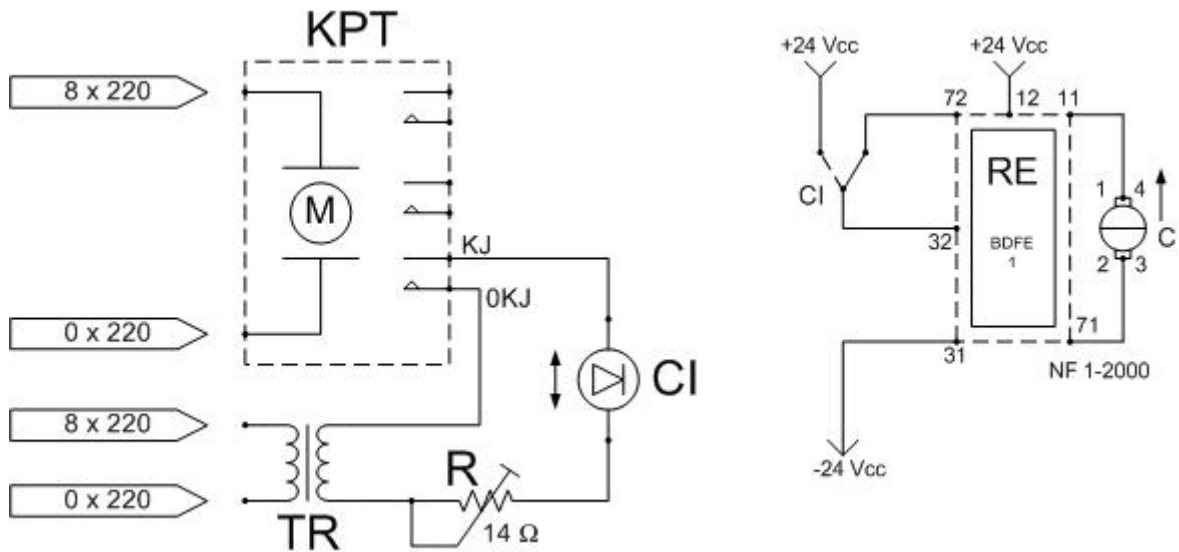 KPT
8 x 220
M
KJ
0KJ
0 x 220
CI
8 x 220
R
0 x 220
14 Ω
TR
+24 Vcc
+24 Vcc
72
12
11
RE
CI
1
4
C
32
BDFE
1
2
3
71
31
NF 1-2000
-24 Vcc